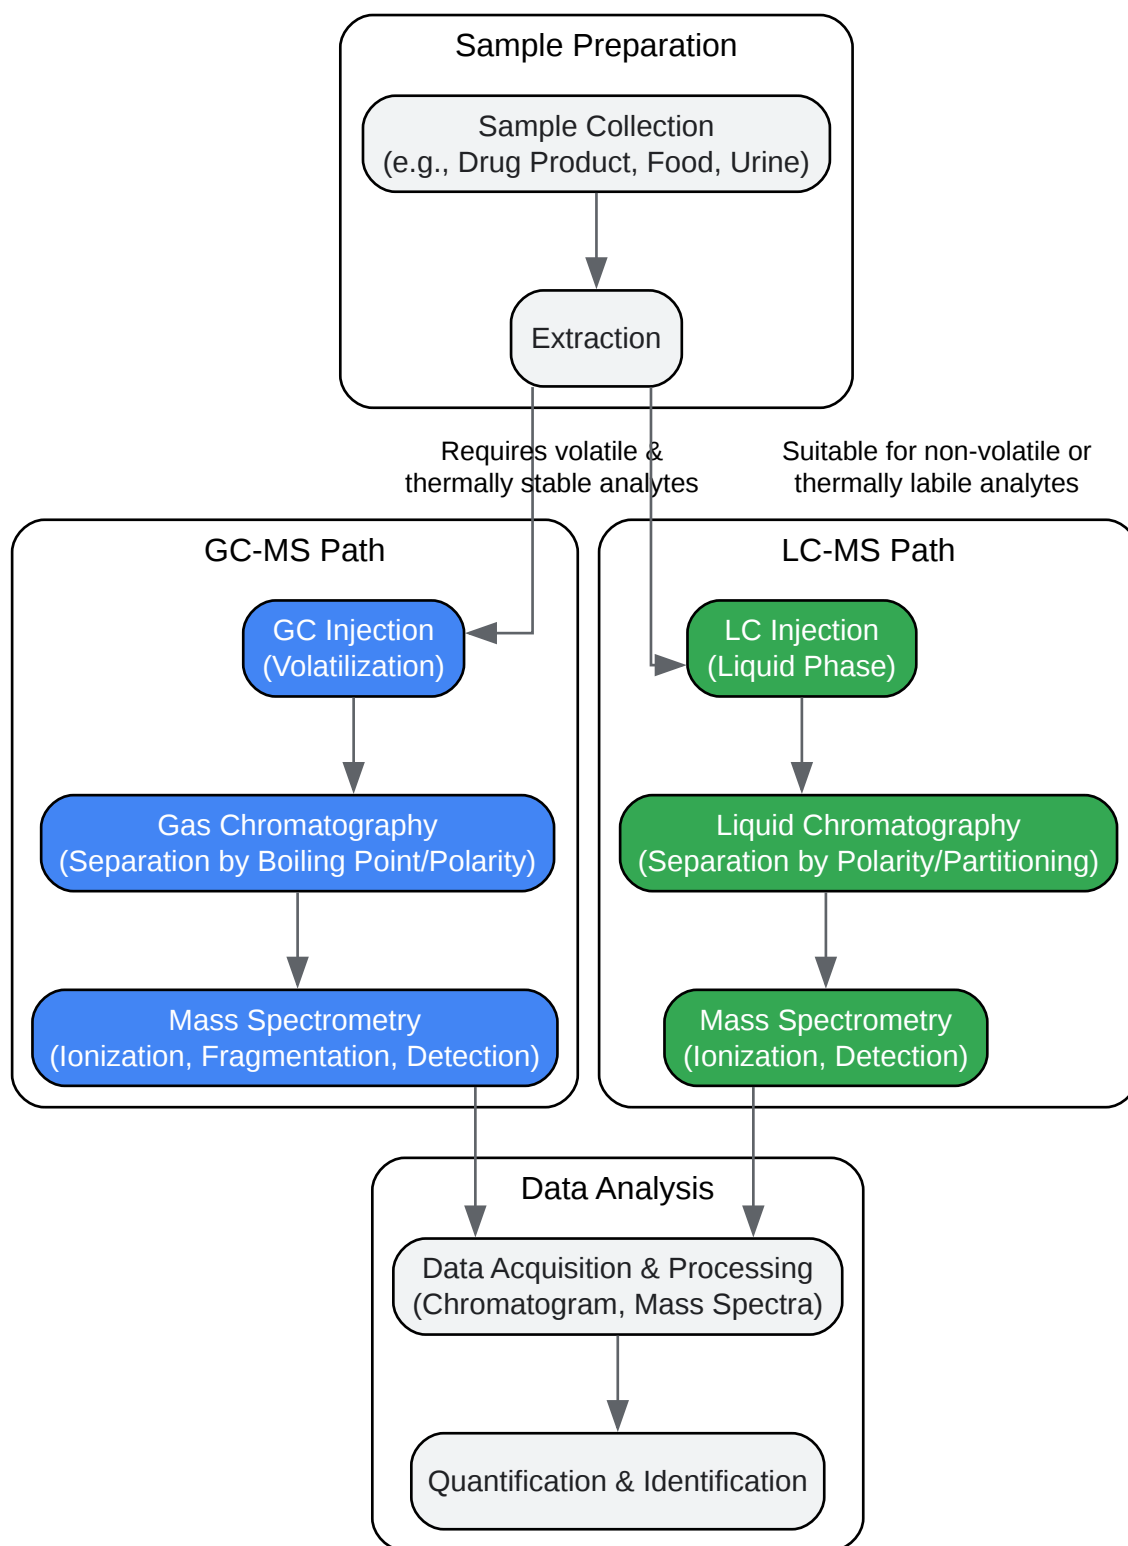 Sample Preparation
Sample Collection
(e.g., Drug Product, Food, Urine)
Extraction
Requires volatile &
thermally stable analytes
Suitable for non-volatile or
thermally labile analytes
GC-MS Path
GC Injection
(Volatilization)
Gas Chromatography
(Separation by Boiling Point/Polarity)
Mass Spectrometry
(Ionization, Fragmentation, Detection)
LC-MS Path
LC Injection
(Liquid Phase)
Liquid Chromatography
(Separation by Polarity/Partitioning)
Mass Spectrometry
(Ionization, Detection)
Data Analysis
Data Acquisition & Processing
(Chromatogram, Mass Spectra)
Quantification & Identification